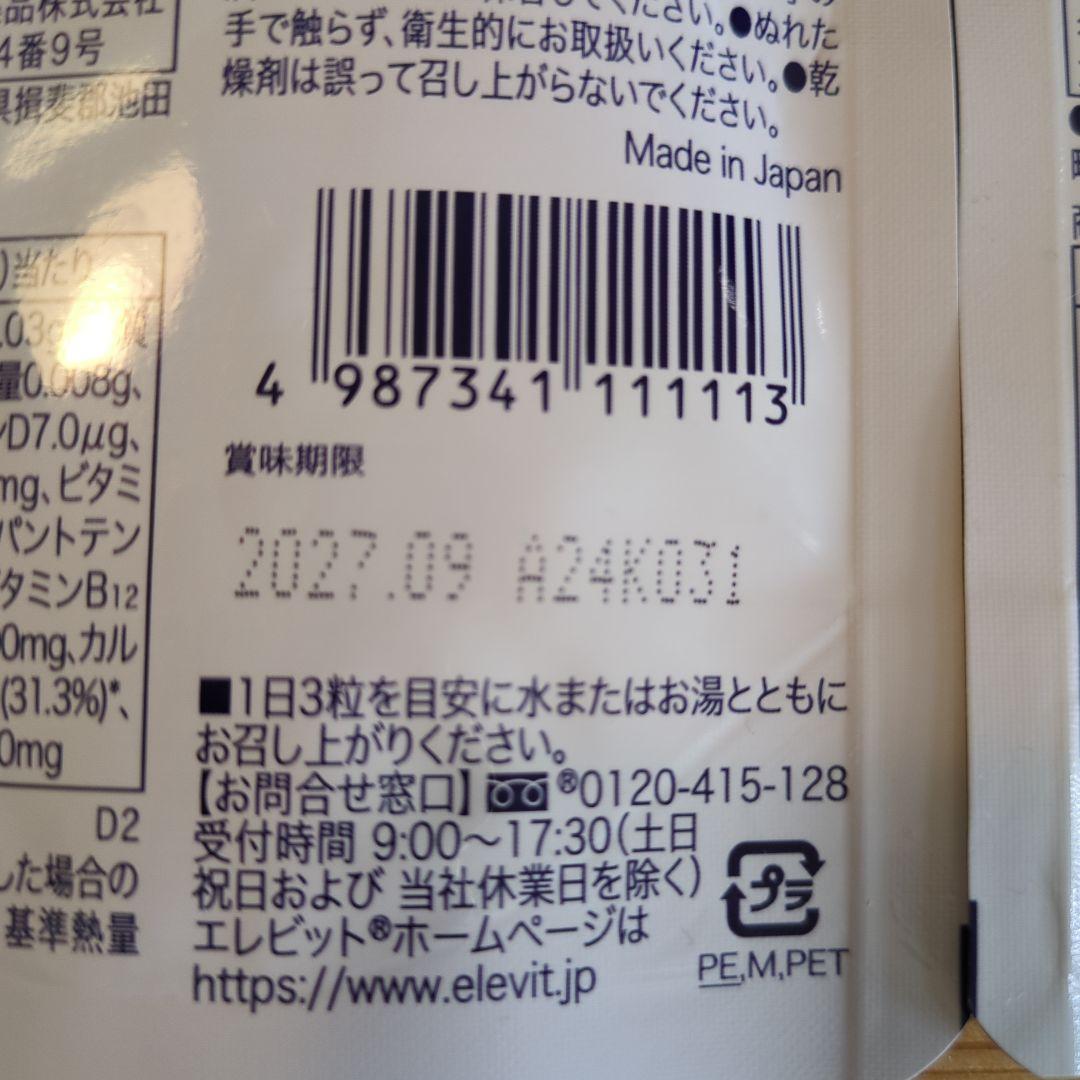 品株式会社
4番9号
県揖斐郡池田
手で触らず、衛生的にお取扱いください。●ぬれた
燥剤は誤って召し上がらないでください。●乾
Made in Japan
4 987341 111113
賞味期限
2027.09 A24K031
■1日3粒を目安に水またはお湯とともに
お召し上がりください。
【お問合せ窓口】 ®0120-415-128
受付時間 9:00〜17:30(土日
祝日および 当社休業日を除く)
エレビット®ホームページは
https://www.elevit.jp
プラ
PE,M,PET
)当たり
.03g
量0.008g、
ンD7.0μg、
mg、ビタミ
パントテン
タミンB12
0mg、カル
(31.3%)*、
0mg
D2
した場合の
基準熱量